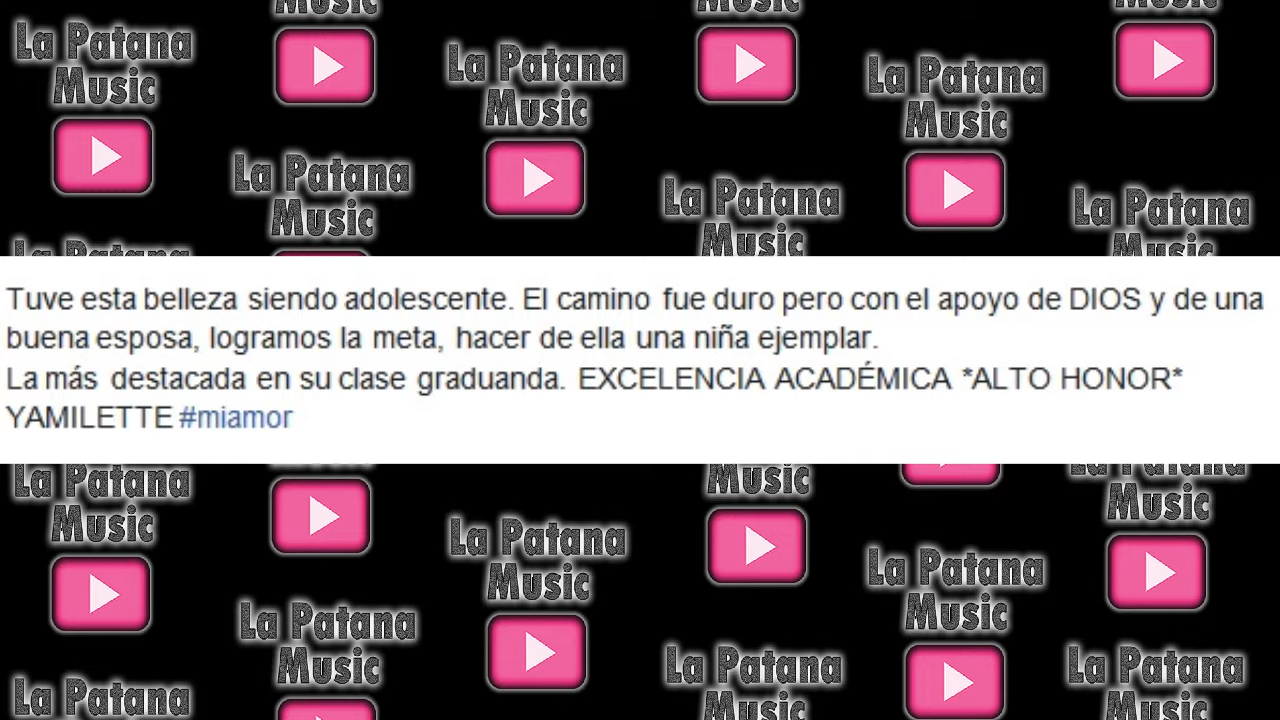 Music
Music
Music
La Patana
Music
La Patana
Music
La Patana
Music
La Patana
Music
La Patana
Music
La Patana
Music
La Patana
Tuve esta belleza siendo adolescente. El camino fue duro pero con el apoyo de DIOS y de una
buena esposa, logramos la meta, hacer de ella una niña ejemplar.
La más destacada en su clase graduanda. EXCELENCIA ACADÉMICA *ALTO HONOR*
YAMILETTE #miamor
La Patana
Music
Music
La Patana
Music
La Patana
Music
La Patana
Music
La Patana
Music
La Patana
Music
La Patana
Music
La Patana